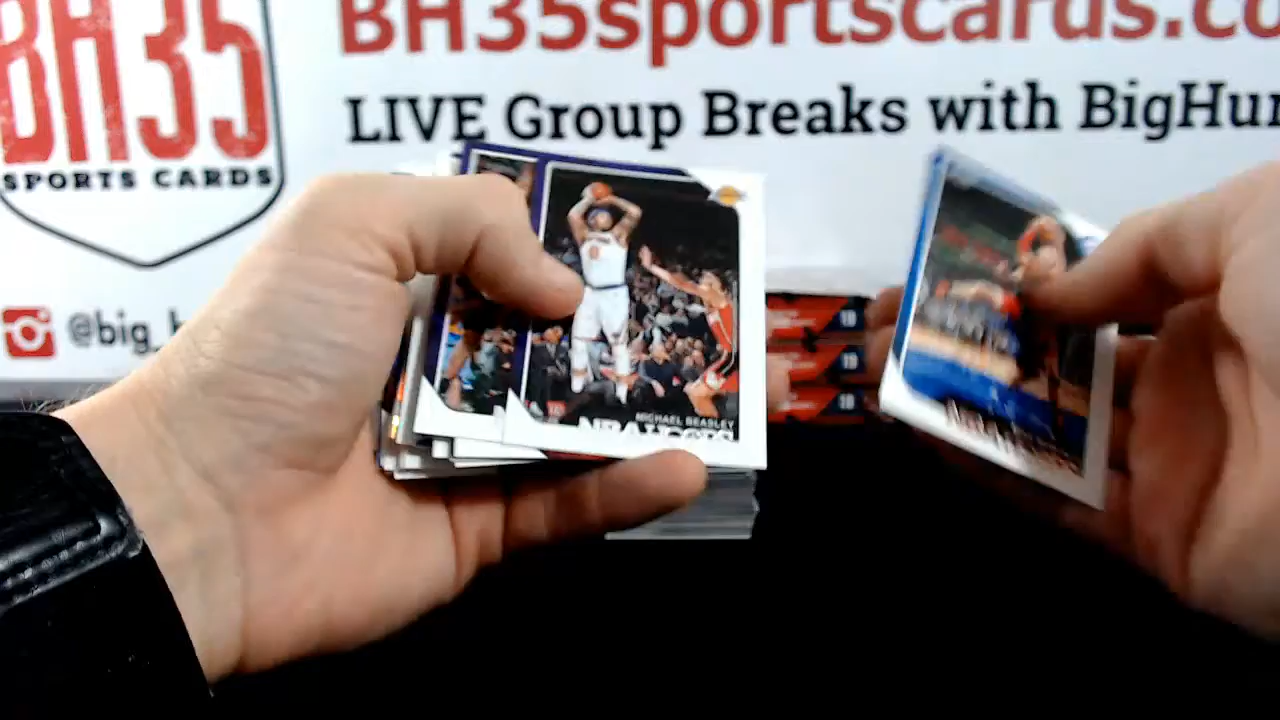 BH35
SPORTS CARDS
BH35sportscards.co
LIVE Group Breaks with BigHun
@big_h
MICHAEL BEASLEY
NBA HOOPS